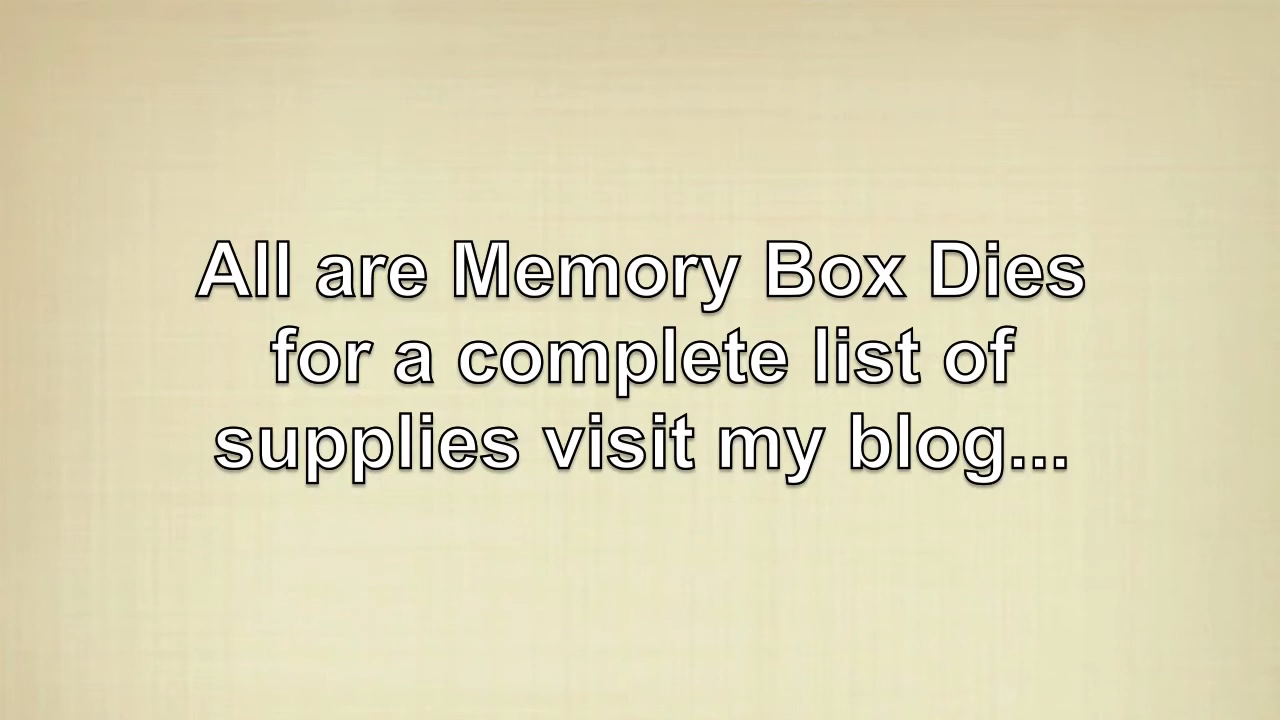 All are Memory Box Dies
for a complete list of
supplies visit my blog...